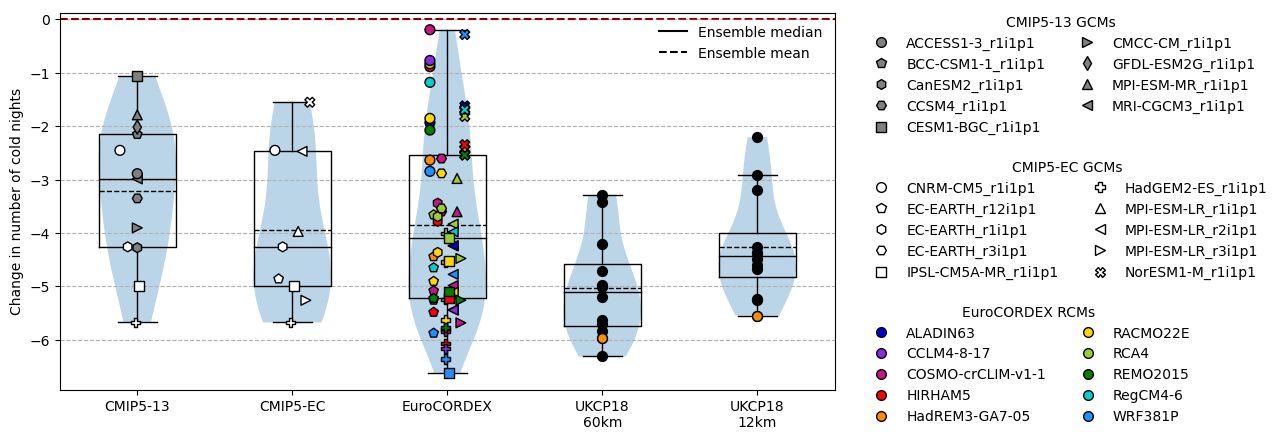 Change in number of cold nights
0
−1
−2
−3
−4
−5
−6
CMIP5-13
CMIP5-EC
EuroCORDEX
UKCP18
60km
UKCP18
12km
Ensemble median
Ensemble mean
CMIP5-13 GCMs
ACCESS1-3_r1i1p1
BCC-CSM1-1_r1i1p1
CanESM2_r1i1p1
CCSM4_r1i1p1
CESM1-BGC_r1i1p1
CMCC-CM_r1i1p1
GFDL-ESM2G_r1i1p1
MPI-ESM-MR_r1i1p1
MRI-CGCM3_r1i1p1
CMIP5-EC GCMs
CNRM-CM5_r1i1p1
EC-EARTH_r12i1p1
EC-EARTH_r1i1p1
EC-EARTH_r3i1p1
IPSL-CM5A-MR_r1i1p1
HadGEM2-ES_r1i1p1
MPI-ESM-LR_r1i1p1
MPI-ESM-LR_r2i1p1
MPI-ESM-LR_r3i1p1
NorESM1-M_r1i1p1
EuroCORDEX RCMs
ALADIN63
CCLM4-8-17
COSMO-crCLIM-v1-1
HIRHAM5
HadREM3-GA7-05
RACMO22E
RCA4
REMO2015
RegCM4-6
WRF381P